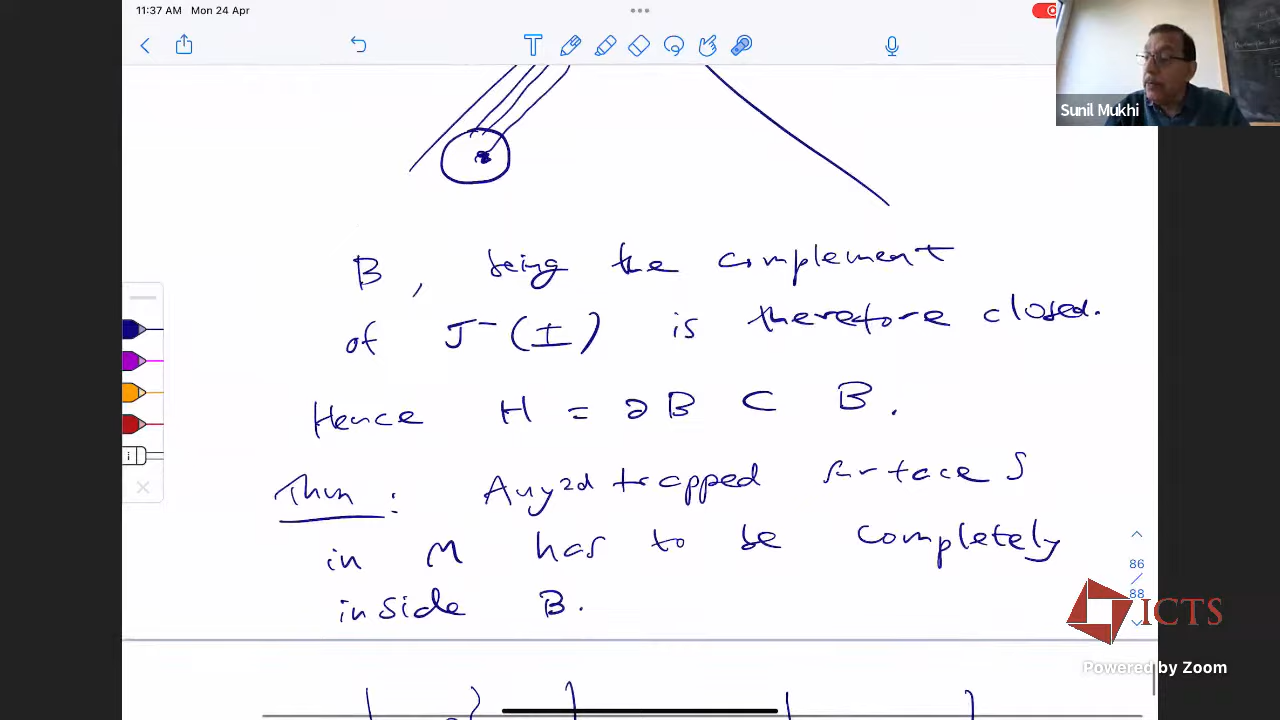 11:37 AM Mon 24 Apr
Sunil Mukhi
B, being the complement
of J⁻(I) is therefore closed.
Hence H = ∂B ⊂ B.
Thm: Any 2d trapped surface S
in M has to be completely
inside B.
86
/
88
ICTS
Powered by Zoom